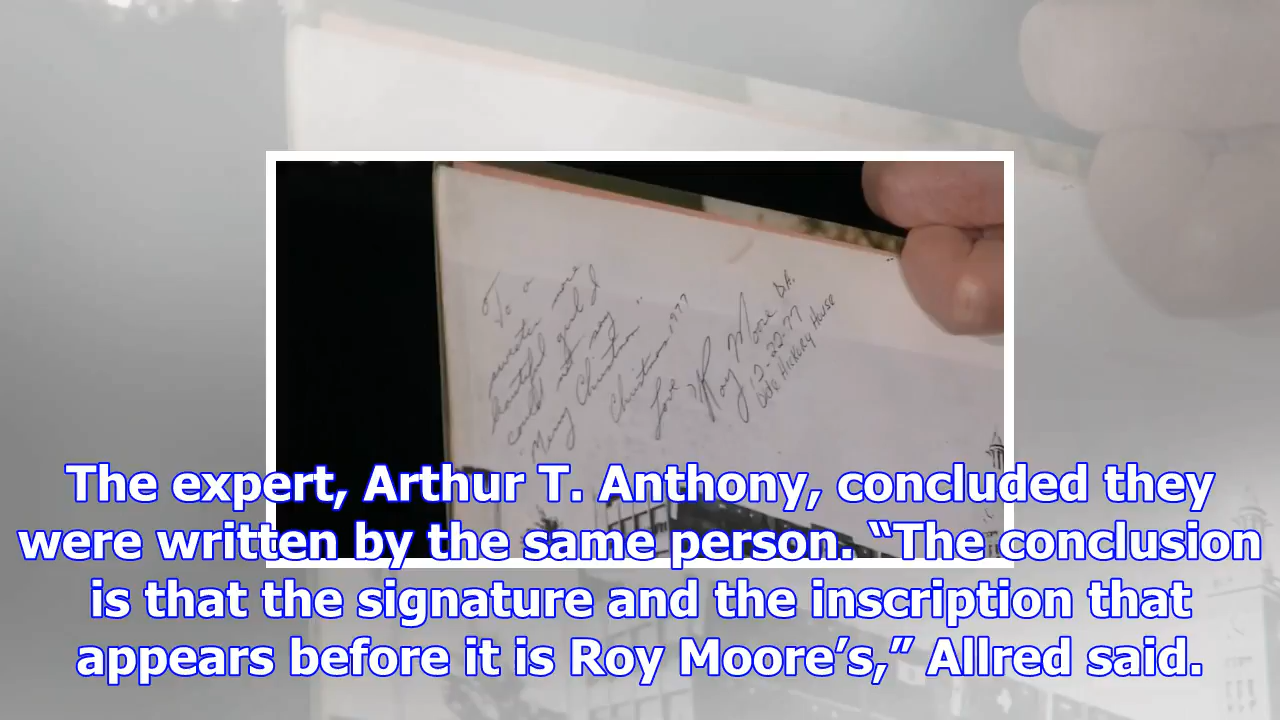 To a more
sweeter
beautiful girl I
could not say
"Merry Christmas"
Christmas 1977
Love,
Roy Moore D.A.
12-22-77
Olde Hickory House
The expert, Arthur T. Anthony, concluded they
were written by the same person. “The conclusion
is that the signature and the inscription that
appears before it is Roy Moore’s,” Allred said.